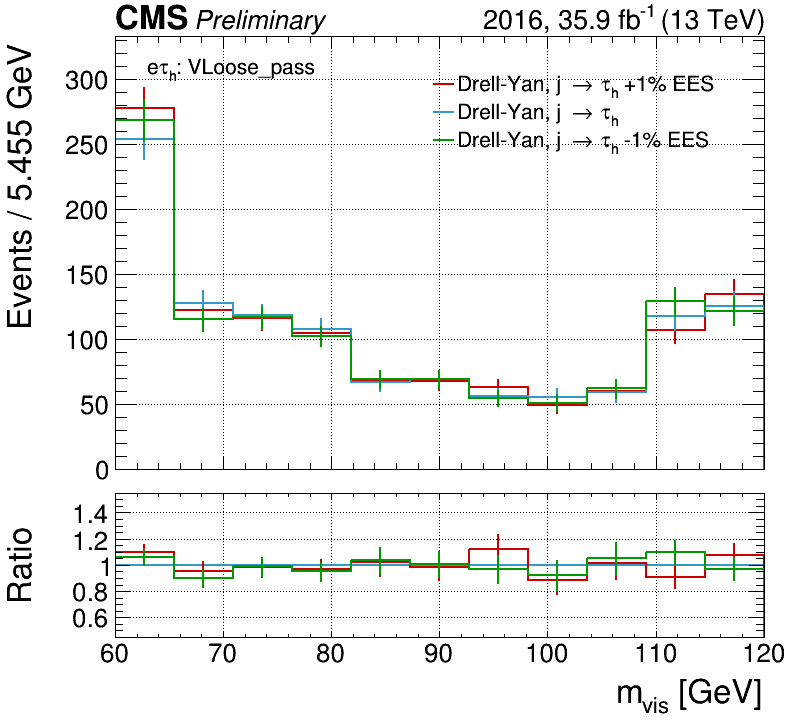 CMS Preliminary 2016, 35.9 fb⁻¹ (13 TeV)
eτh: VLoose_pass
Drell-Yan, j → τh +1% EES
Drell-Yan, j → τh
Drell-Yan, j → τh -1% EES
Events / 5.455 GeV
300
250
200
150
100
50
0
Ratio
1.4
1.2
1
0.8
0.6
60 70 80 90 100 110 120
mvis [GeV]